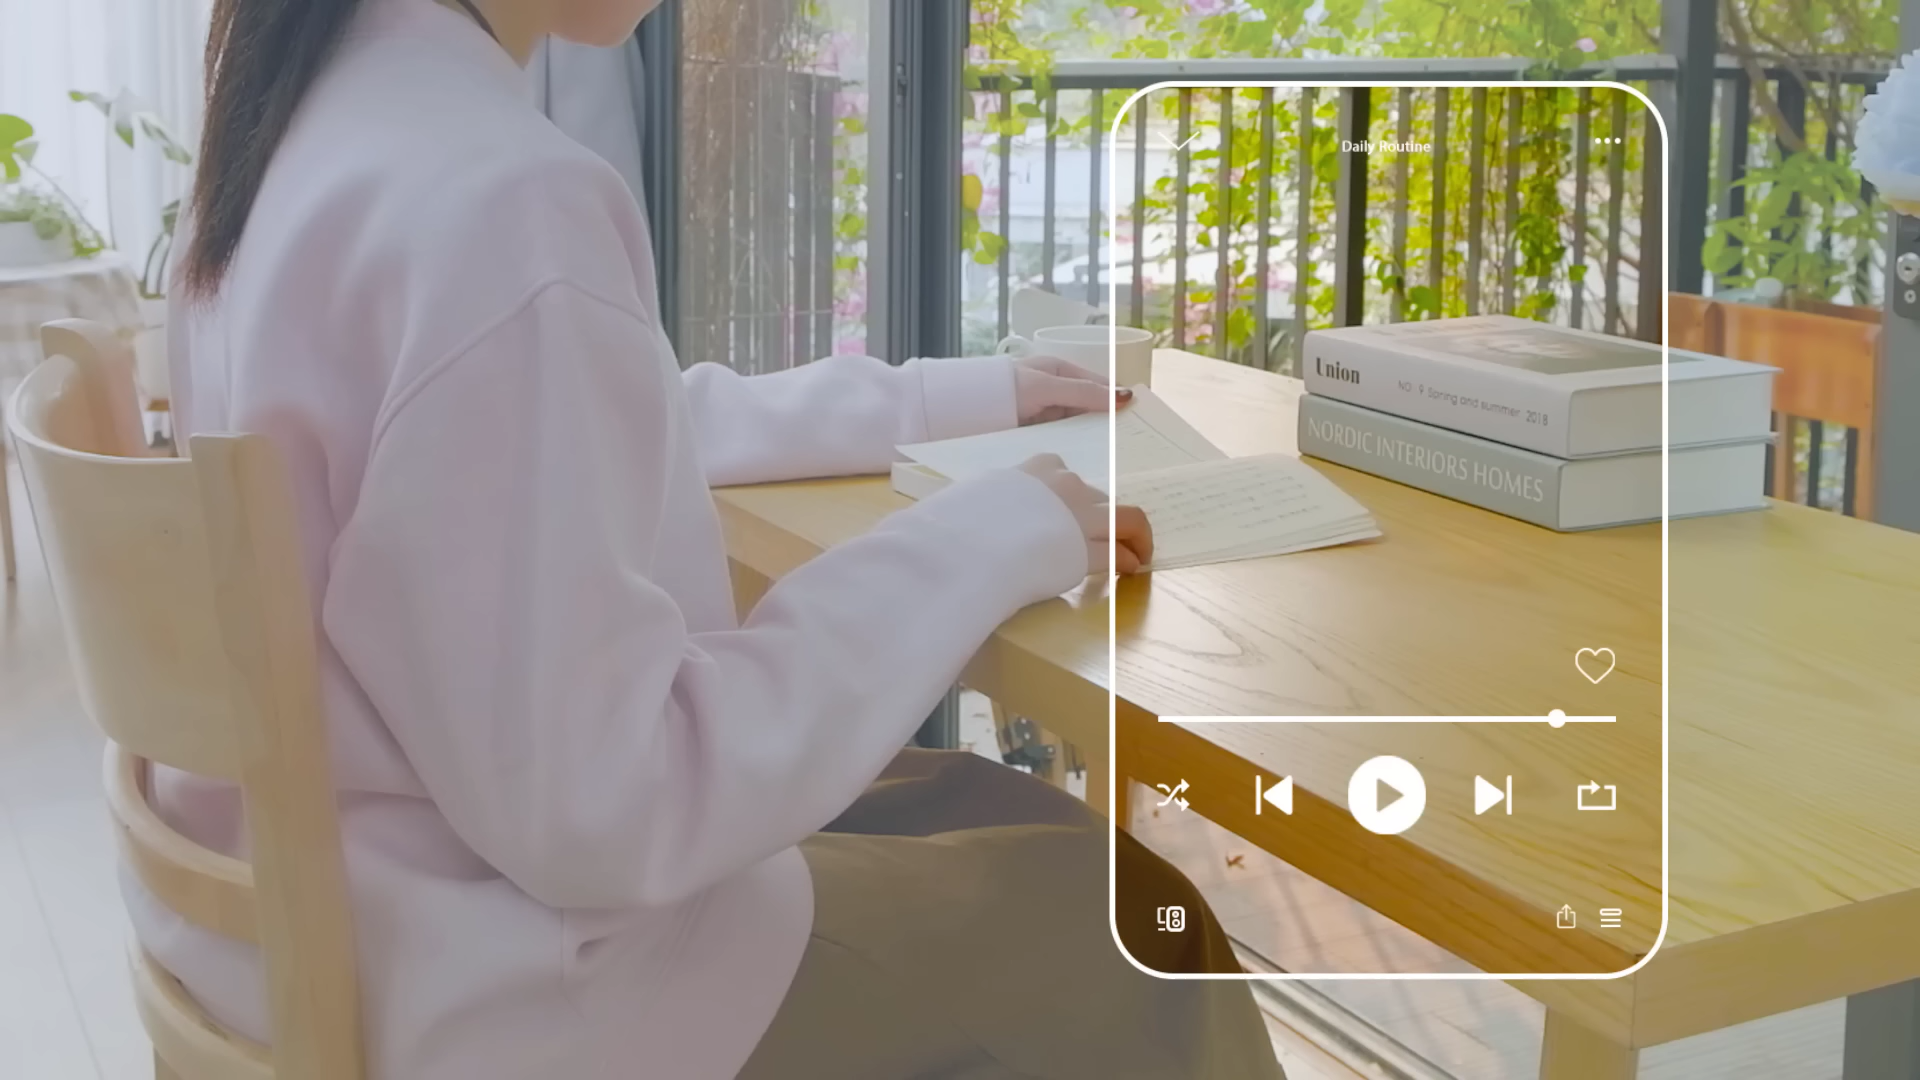 Daily Routine
Union
NO. 9 Spring and summer 2018
NORDIC INTERIORS HOMES